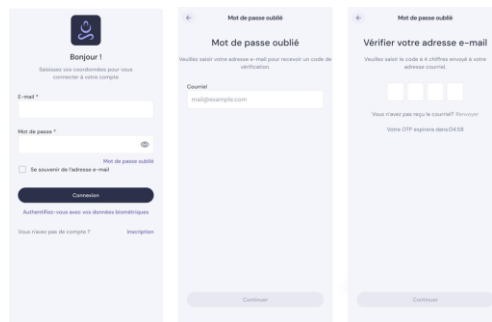 Bonjour !
Saisissez vos coordonnées pour vous
connecter à votre compte
E-mail *
Mot de passe *
Mot de passe oublié
Se souvenir de l'adresse e-mail
Connexion
Authentifiez-vous avec vos données biométriques
Vous n'avez pas de compte ?
Inscription
Mot de passe oublié
Mot de passe oublié
Veuillez saisir votre adresse e-mail pour recevoir un code de
vérification.
Courriel
mail@example.com
Continuer
Mot de passe oublié
Vérifier votre adresse e-mail
Veuillez saisir le code à 4 chiffres envoyé à votre
adresse courriel.
Vous n'avez pas reçu le courriel? Renvoyer
Votre OTP expirera dans 04:58
Continuer